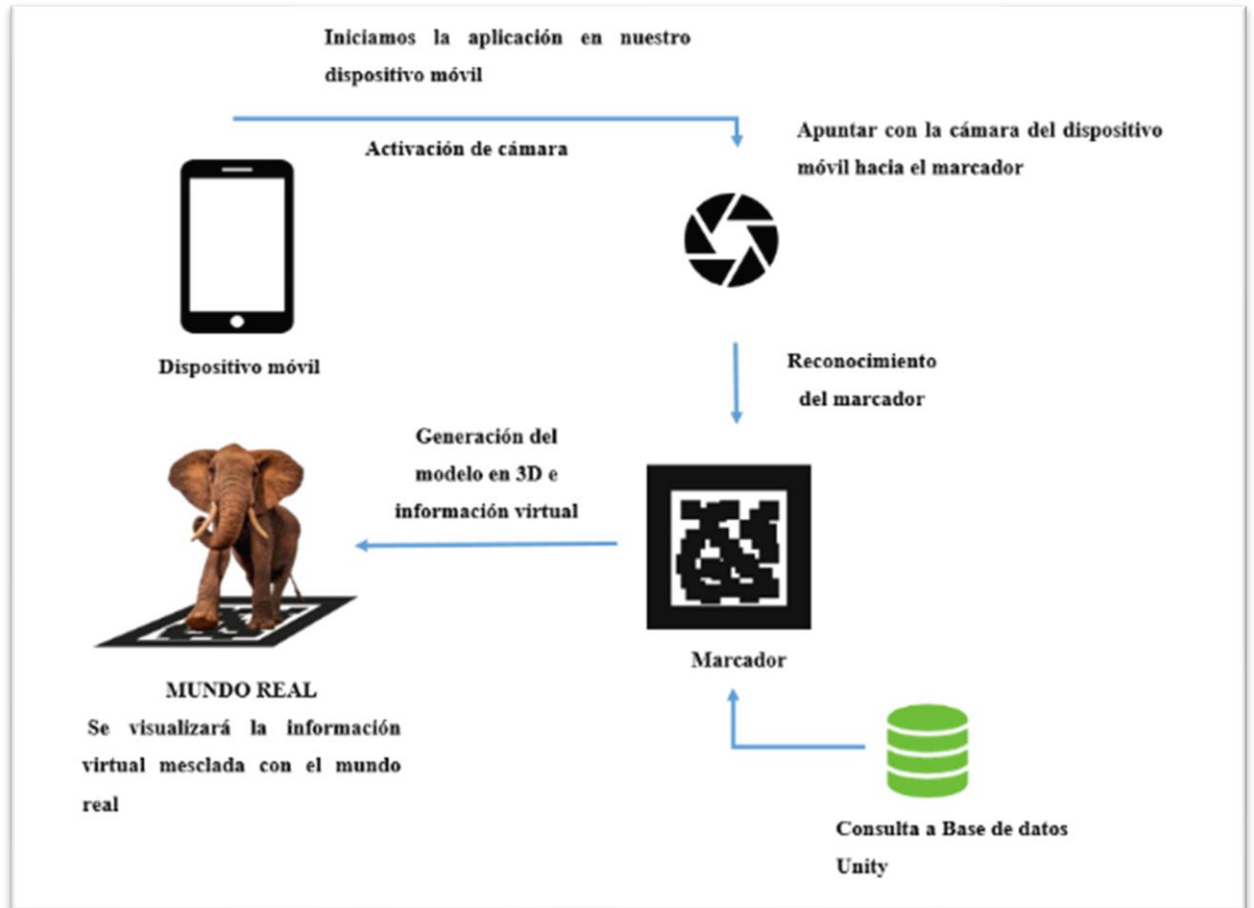 Iniciamos la aplicación en nuestro
dispositivo móvil
Activación de cámara
Apuntar con la cámara del dispositivo
móvil hacia el marcador
Dispositivo móvil
Reconocimiento
del marcador
Generación del
modelo en 3D e
información virtual
Marcador
MUNDO REAL
Se visualizará la información
virtual mesclada con el mundo
real
Consulta a Base de datos
Unity